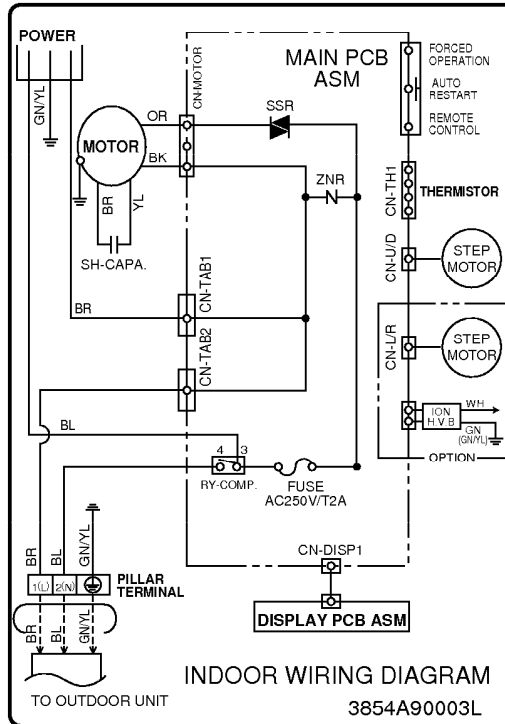 POWER
GN/YL
MOTOR
OR
BK
BR
YL
SH-CAPA.
CN-MOTOR
MAIN PCB
ASM
SSR
ZNR
FORCED
OPERATION
AUTO
RESTART
REMOTE
CONTROL
CN-TH1
THERMISTOR
CN-U/D
STEP
MOTOR
CN-L/R
STEP
MOTOR
ION
H.V.B
WH
GN
(GN/YL)
OPTION
BR
CN-TAB1
CN-TAB2
BL
4 3
RY-COMP.
FUSE
AC250V/T2A
BR
BL
GN/YL
1(L) 2(N)
PILLAR
TERMINAL
BR
BL
GN/YL
TO OUTDOOR UNIT
CN-DISP1
DISPLAY PCB ASM
INDOOR WIRING DIAGRAM
3854A90003L